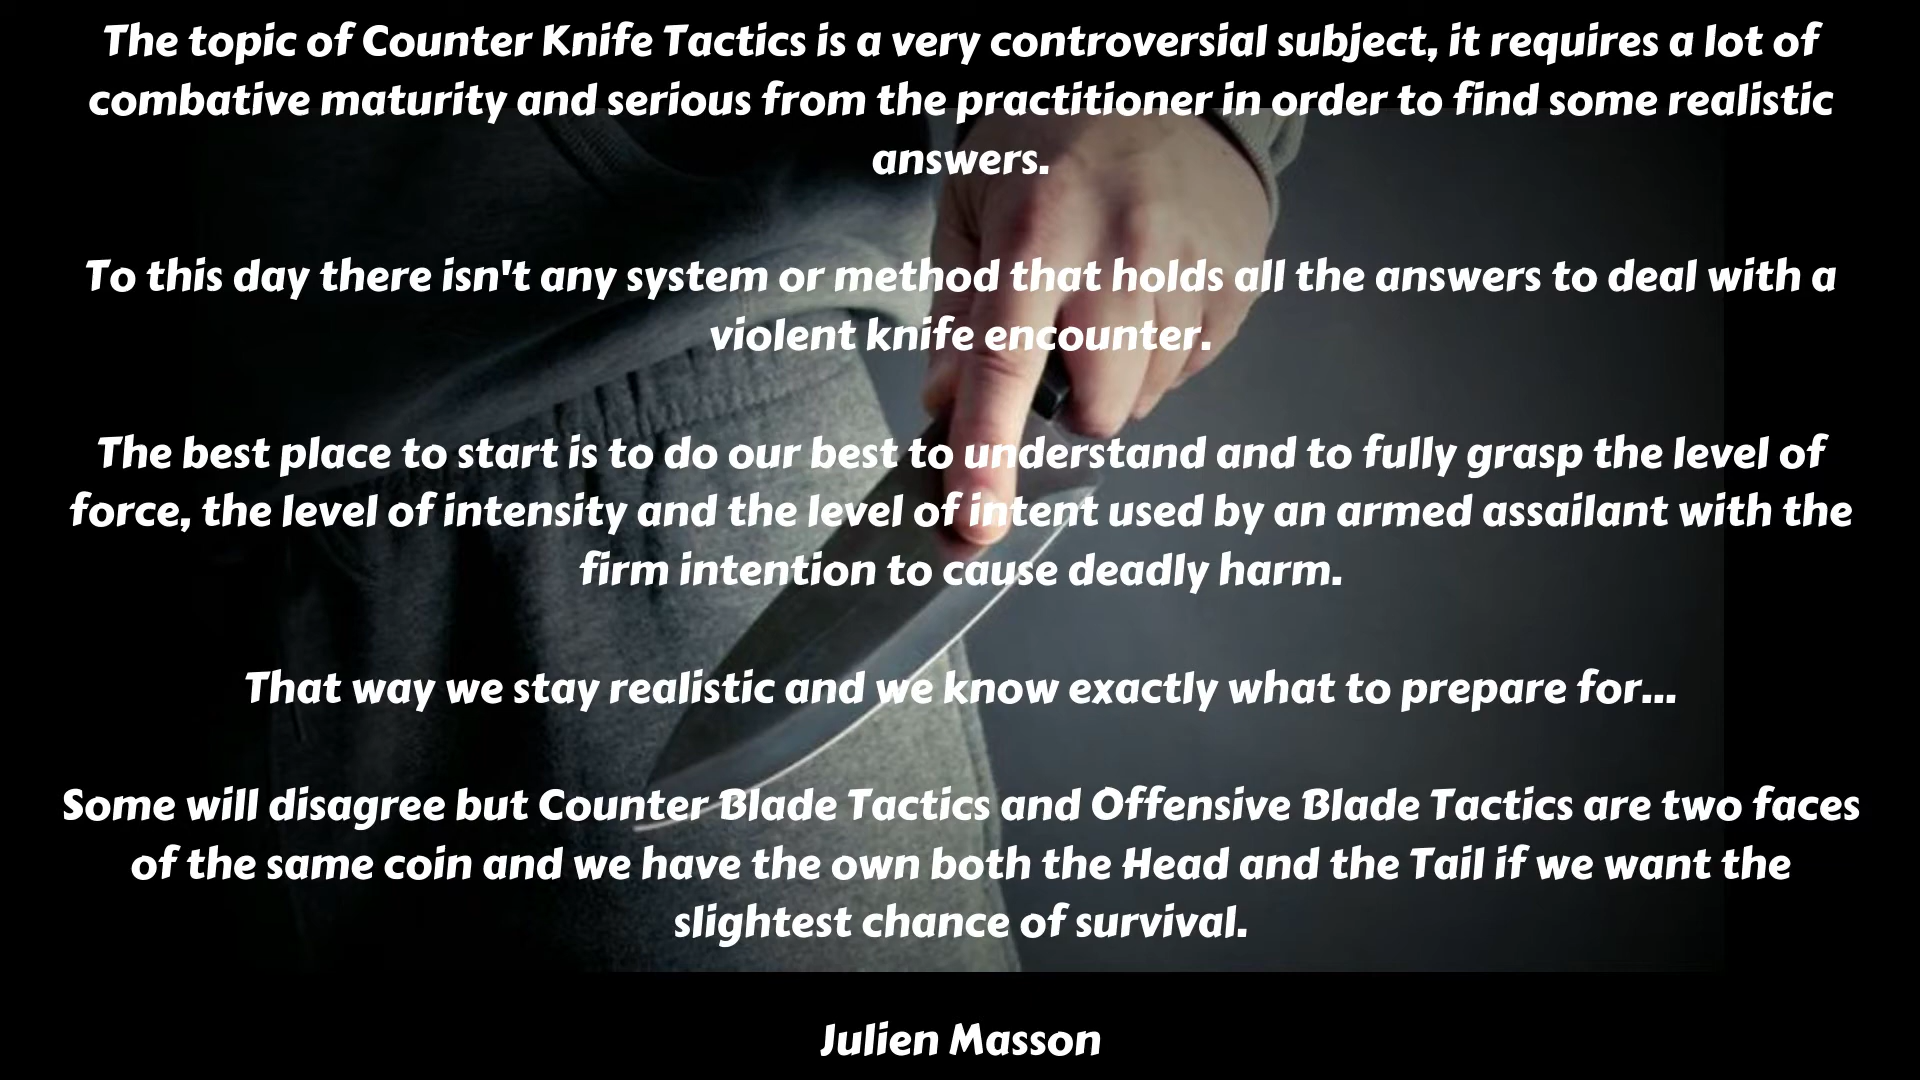 The topic of Counter Knife Tactics is a very controversial subject, it requires a lot of
combative maturity and serious from the practitioner in order to find some realistic
answers.
To this day there isn't any system or method that holds all the answers to deal with a
violent knife encounter.
The best place to start is to do our best to understand and to fully grasp the level of
force, the level of intensity and the level of intent used by an armed assailant with the
firm intention to cause deadly harm.
That way we stay realistic and we know exactly what to prepare for...
Some will disagree but Counter Blade Tactics and Offensive Blade Tactics are two faces
of the same coin and we have the own both the Head and the Tail if we want the
slightest chance of survival.
Julien Masson